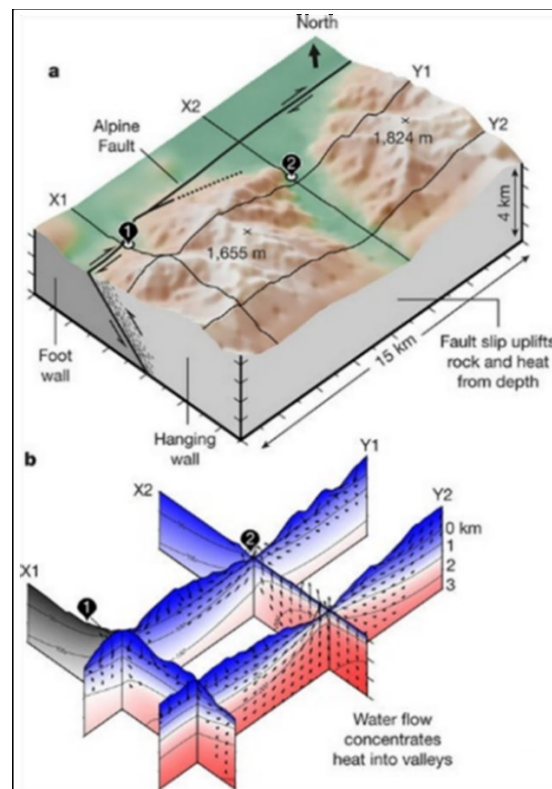 North
a
X2
Y1
Y2
1,824 m
Alpine
Fault
2
X1
1
1,655 m
4 km
Foot
wall
15 km
Fault slip uplifts
rock and heat
from depth
Hanging
wall
b
X2
Y1
Y2
2
0 km
1
2
3
X1
1
Water flow
concentrates
heat into valleys